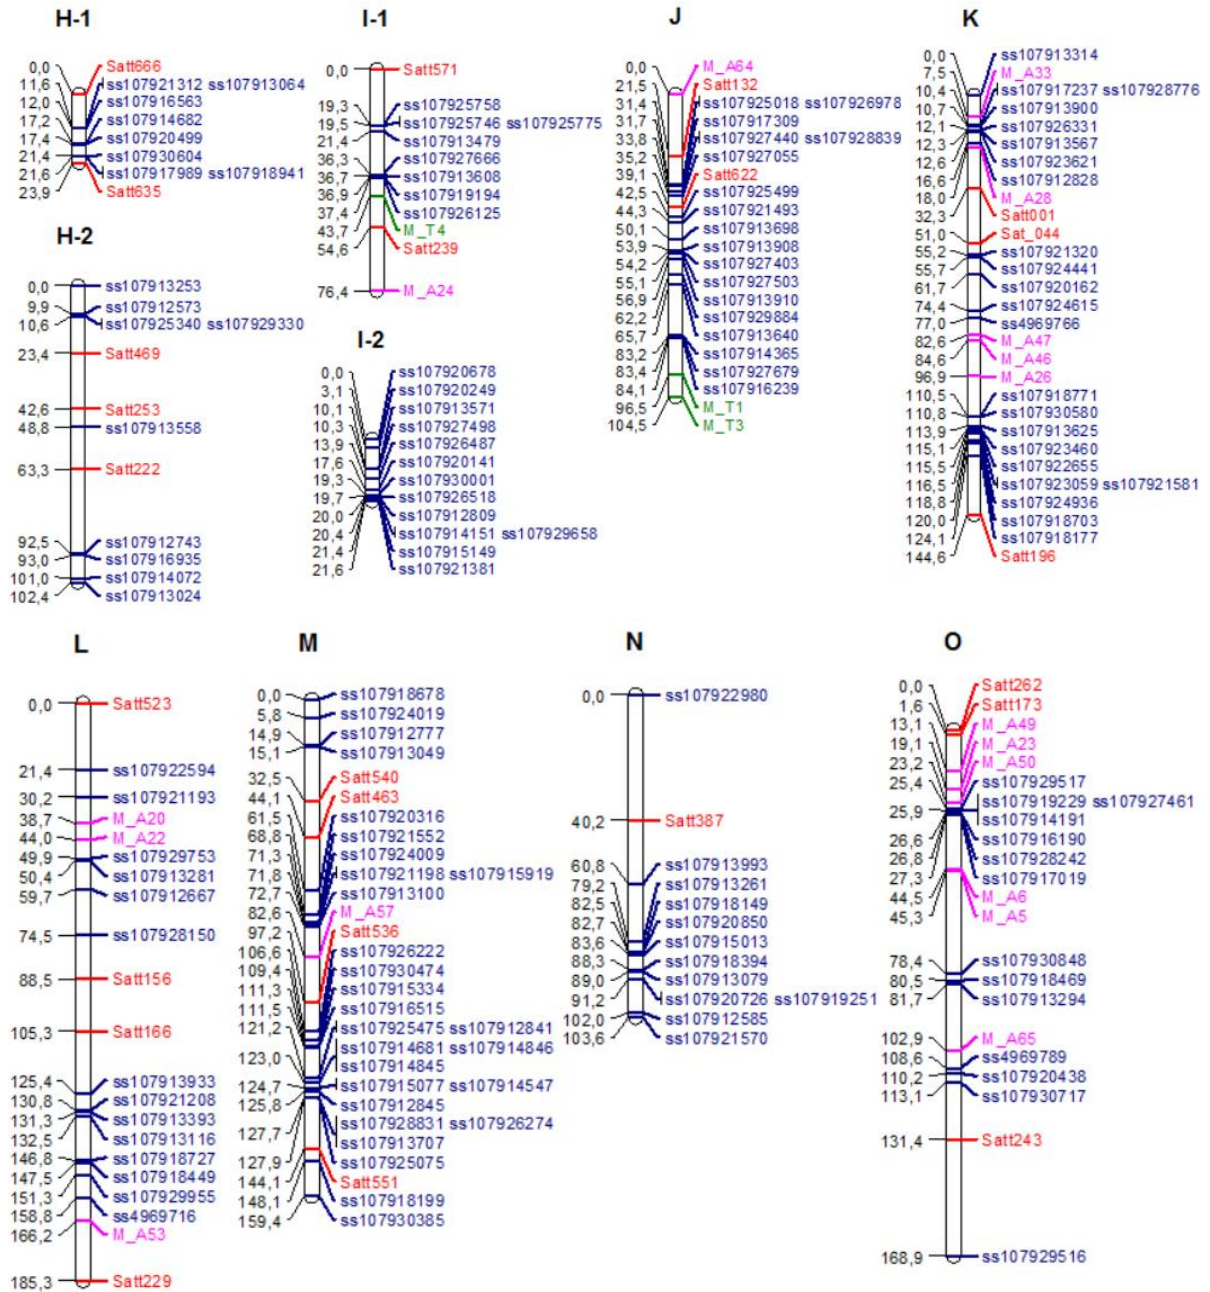 H-1
0,0 Satt666
11,6 ss107921312 ss107913064
12,0 ss107916563
17,2 ss107914682
17,4 ss107920499
21,4 ss107930604
21,6 ss107917989 ss107918941
23,9 Satt635
H-2
0,0 ss107913253
9,9 ss107912573
10,6 ss107925340 ss107929330
23,4 Satt469
42,6 Satt253
48,8 ss107913558
63,3 Satt222
92,5 ss107912743
93,0 ss107916935
101,0 ss107914072
102,4 ss107913024
I-1
0,0 Satt571
19,3 ss107925758
19,5 ss107925746 ss107925775
21,4 ss107913479
36,3 ss107927666
36,7 ss107913608
36,9 ss107919194
37,4 ss107926125
43,7 M_T4
54,6 Satt239
76,4 M_A24
I-2
0,0 ss107920678
3,1 ss107920249
10,1 ss107913571
10,3 ss107927498
13,9 ss107926487
17,6 ss107920141
19,3 ss107930001
19,7 ss107926518
20,0 ss107912809
20,4 ss107914151 ss107929658
21,4 ss107915149
21,6 ss107921381
J
0,0 M_A64
21,5 Satt132
31,4 ss107925018 ss107926978
31,7 ss107917309
33,8 ss107927440 ss107928839
35,2 ss107927055
39,1 Satt622
42,5 ss107925499
44,3 ss107921493
50,1 ss107913698
53,9 ss107913908
54,2 ss107927403
55,1 ss107927503
56,9 ss107913910
62,2 ss107929884
65,7 ss107913640
83,2 ss107914365
83,4 ss107927679
84,1 ss107916239
96,5 M_T1
104,5 M_T3
K
0,0 ss107913314
7,5 M_A33
10,4 ss107917237 ss107928776
10,7 ss107913900
12,1 ss107926331
12,3 ss107913567
12,6 ss107923621
16,6 ss107912828
18,0 M_A28
32,3 Satt001
51,0 Sat_044
55,2 ss107921320
55,7 ss107924441
61,7 ss107920162
74,4 ss107924615
77,0 ss4969766
82,6 M_A47
84,6 M_A46
96,9 M_A26
110,5 ss107918771
110,8 ss107930580
113,9 ss107913625
115,1 ss107923460
115,5 ss107922655
116,5 ss107923059 ss107921581
118,8 ss107924936
120,0 ss107918703
124,1 ss107918177
144,6 Satt196
L
0,0 Satt523
21,4 ss107922594
30,2 ss107921193
38,7 M_A20
44,0 M_A22
49,9 ss107929753
50,4 ss107913281
59,7 ss107912667
74,5 ss107928150
88,5 Satt156
105,3 Satt166
125,4 ss107913933
130,8 ss107921208
131,3 ss107913393
132,5 ss107913116
146,8 ss107918727
147,5 ss107918449
151,3 ss107929955
158,8 ss4969716
166,2 M_A53
185,3 Satt229
M
0,0 ss107918678
5,8 ss107924019
14,9 ss107912777
15,1 ss107913049
32,5 Satt540
44,1 Satt463
61,5 ss107920316
68,8 ss107921552
71,3 ss107924009
71,8 ss107921198 ss107915919
72,7 ss107913100
82,6 M_A57
97,2 Satt536
106,6 ss107926222
109,4 ss107930474
111,3 ss107915334
111,5 ss107916515
121,2 ss107925475 ss107912841
123,0 ss107914681 ss107914846
ss107914845
124,7 ss107915077 ss107914547
125,8 ss107912845
127,7 ss107928831 ss107926274
ss107913707
127,9 ss107925075
144,1 Satt551
148,1 ss107918199
159,4 ss107930385
N
0,0 ss107922980
40,2 Satt387
60,8 ss107913993
79,2 ss107913261
82,5 ss107918149
82,7 ss107920850
83,6 ss107915013
88,3 ss107918394
89,0 ss107913079
91,2 ss107920726 ss107919251
102,0 ss107912585
103,6 ss107921570
O
0,0 Satt262
1,6 Satt173
13,1 M_A49
19,1 M_A23
23,2 M_A50
25,4 ss107929517
25,9 ss107919229 ss107927461
ss107914191
26,6 ss107916190
26,8 ss107928242
27,3 ss107917019
44,5 M_A6
45,3 M_A5
78,4 ss107930848
80,5 ss107918469
81,7 ss107913294
102,9 M_A65
108,6 ss4969789
110,2 ss107920438
113,1 ss107930717
131,4 Satt243
168,9 ss107929516